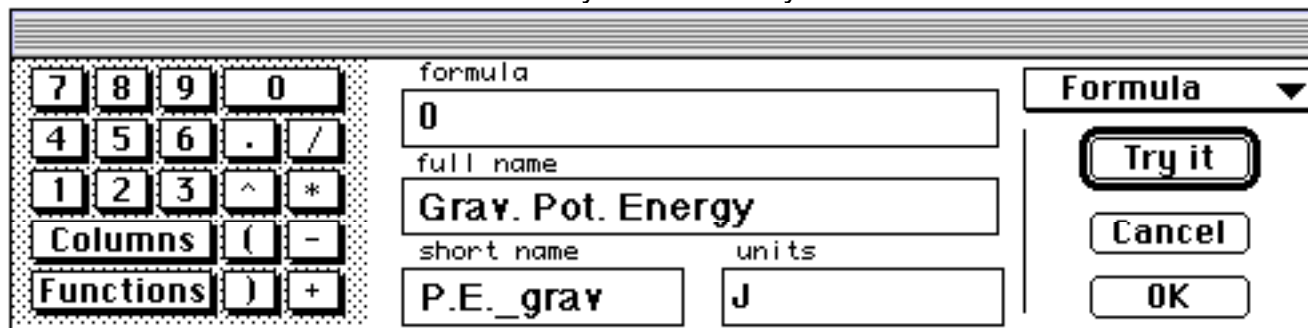 7 8 9 0
4 5 6 . /
1 2 3 ^ *
Columns ( -
Functions ) +
formula
0
full name
Grav. Pot. Energy
short name units
P.E._grav J
Formula
Try it
Cancel
OK